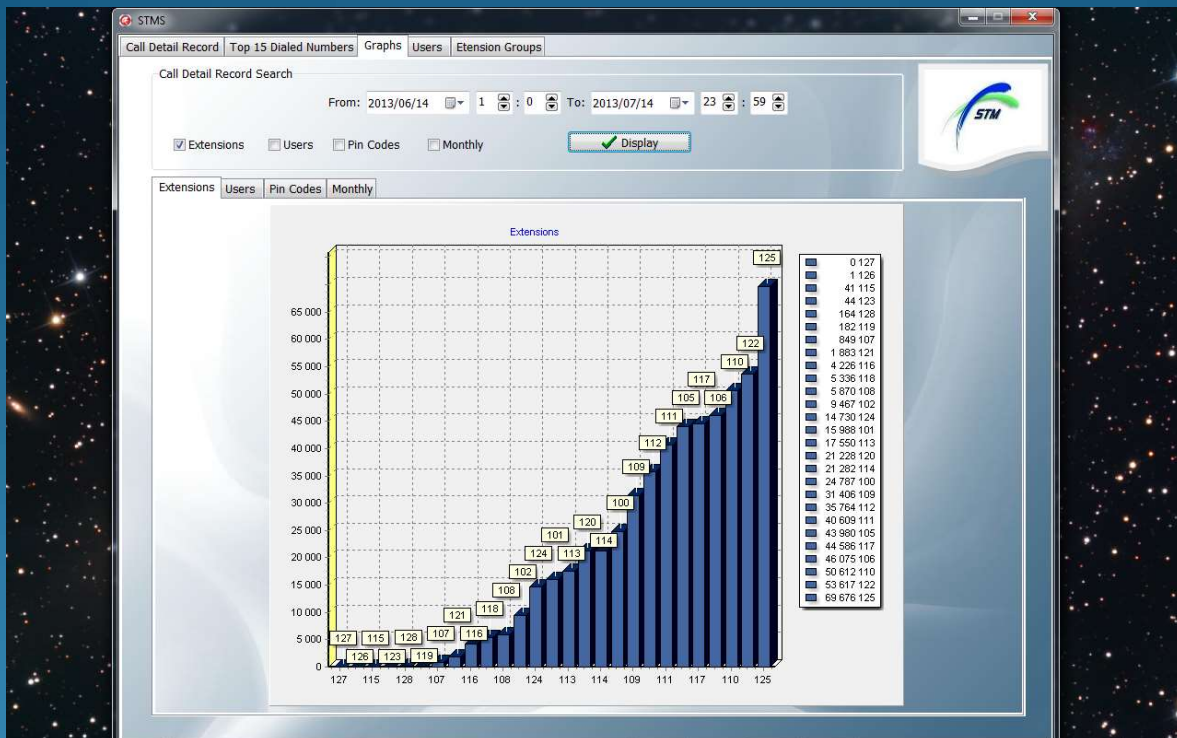 STMS
Call Detail Record Top 15 Dialed Numbers Graphs Users Etension Groups
Call Detail Record Search
From: 2013/06/14 1 : 0 To: 2013/07/14 23 : 59
STM
Extensions Users Pin Codes Monthly Display
Extensions Users Pin Codes Monthly
Extensions
125
122
110
117
105 106
111
112
109
100
120
101 114
124 113
102
108
118
121
127 115 128 107 116
126 123 119
65 000
60 000
55 000
50 000
45 000
40 000
35 000
30 000
25 000
20 000
15 000
10 000
5 000
0
127 115 128 107 116 108 124 113 114 109 111 117 110 125
0 127
1 126
41 115
44 123
164 128
182 119
849 107
1 883 121
4 226 116
5 336 118
5 870 108
9 467 102
14 730 124
15 988 101
17 550 113
21 228 120
21 282 114
24 787 100
31 406 109
35 764 112
40 609 111
43 980 105
44 586 117
46 075 106
50 612 110
53 617 122
69 676 125